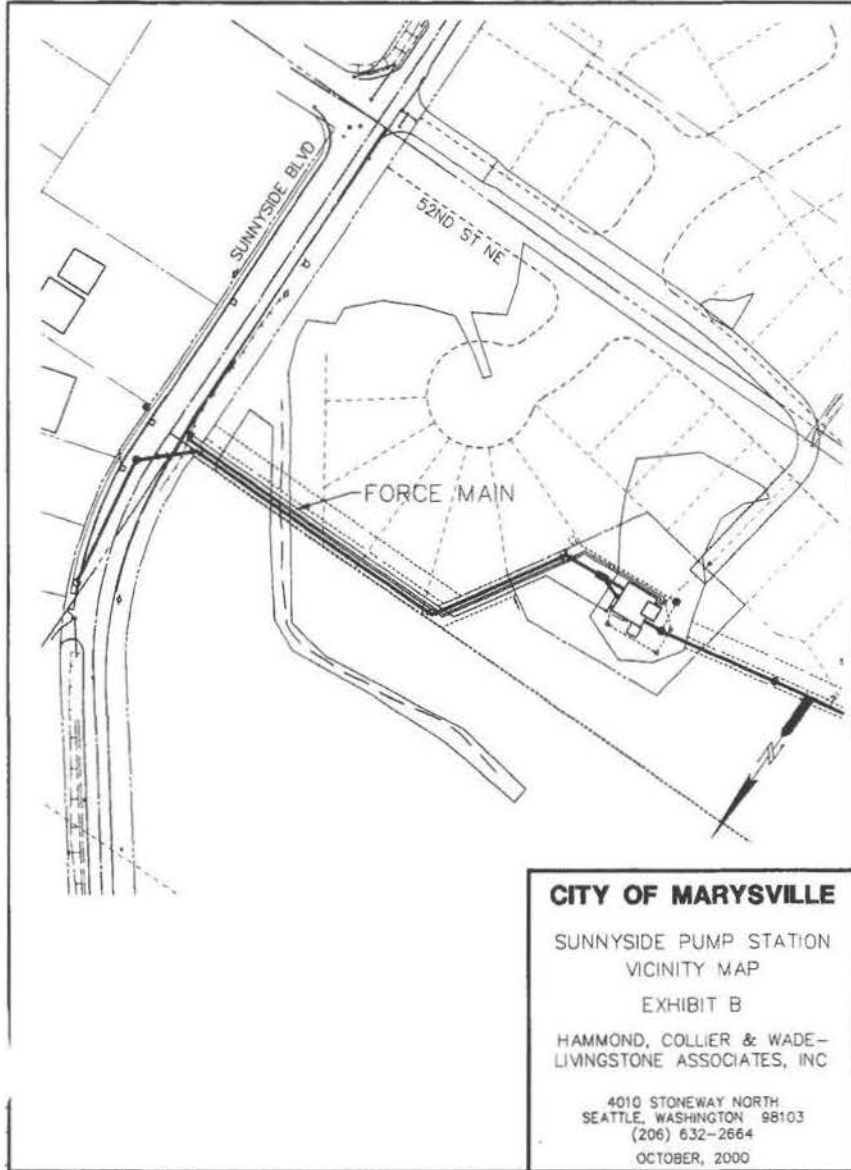 SUNNYSIDE BLVD
52ND ST NE
FORCE MAIN
N
CITY OF MARYSVILLE
SUNNYSIDE PUMP STATION
VICINITY MAP
EXHIBIT B
HAMMOND, COLLIER & WADE–
LIVINGSTONE ASSOCIATES, INC
4010 STONEWAY NORTH
SEATTLE, WASHINGTON 98103
(206) 632–2664
OCTOBER, 2000